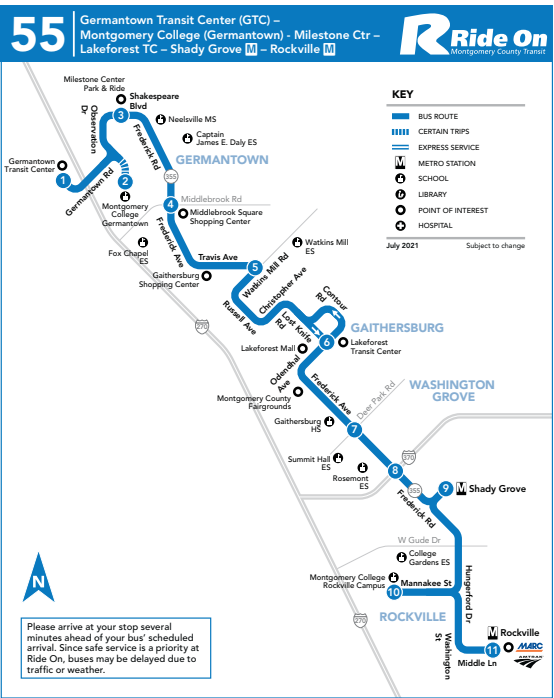 55
Germantown Transit Center (GTC) –
Montgomery College (Germantown) - Milestone Ctr –
Lakeforest TC – Shady Grove M – Rockville M
Ride On
Montgomery County Transit
KEY
BUS ROUTE
CERTAIN TRIPS
EXPRESS SERVICE
M METRO STATION
SCHOOL
LIBRARY
POINT OF INTEREST
HOSPITAL
July 2021
Subject to change
Milestone Center
Park & Ride
Shakespeare
Blvd
3
Observation
Dr
Neelsville MS
Captain
James E. Daly ES
Frederick Rd
GERMANTOWN
Germantown
Transit Center
1
Germantown Rd
2
Montgomery
College
Germantown
355
4
Middlebrook Rd
Middlebrook Square
Shopping Center
Fox Chapel
ES
Frederick Ave
Travis Ave
Gaithersburg
Shopping Center
5
Watkins Mill
ES
Watkins Mill Rd
Christopher Ave
Russell Ave
Contour
Rd
Lost Knife
Rd
270
GAITHERSBURG
6
Lakeforest
Transit Center
Lakeforest Mall
Odendhal
Ave
Montgomery County
Fairgrounds
Frederick Ave
Deer Park Rd
WASHINGTON
GROVE
Gaithersburg
HS
7
Summit Hall
ES
Rosemont
ES
370
8
355
9
M Shady Grove
Frederick Rd
W Gude Dr
College
Gardens ES
Montgomery College
Rockville Campus
10
Mannakee St
Hungerford Dr
ROCKVILLE
270
Washington
St
Middle Ln
11
M Rockville
MARC
AMTRAK
N
Please arrive at your stop several
minutes ahead of your bus’ scheduled
arrival. Since safe service is a priority at
Ride On, buses may be delayed due to
traffic or weather.